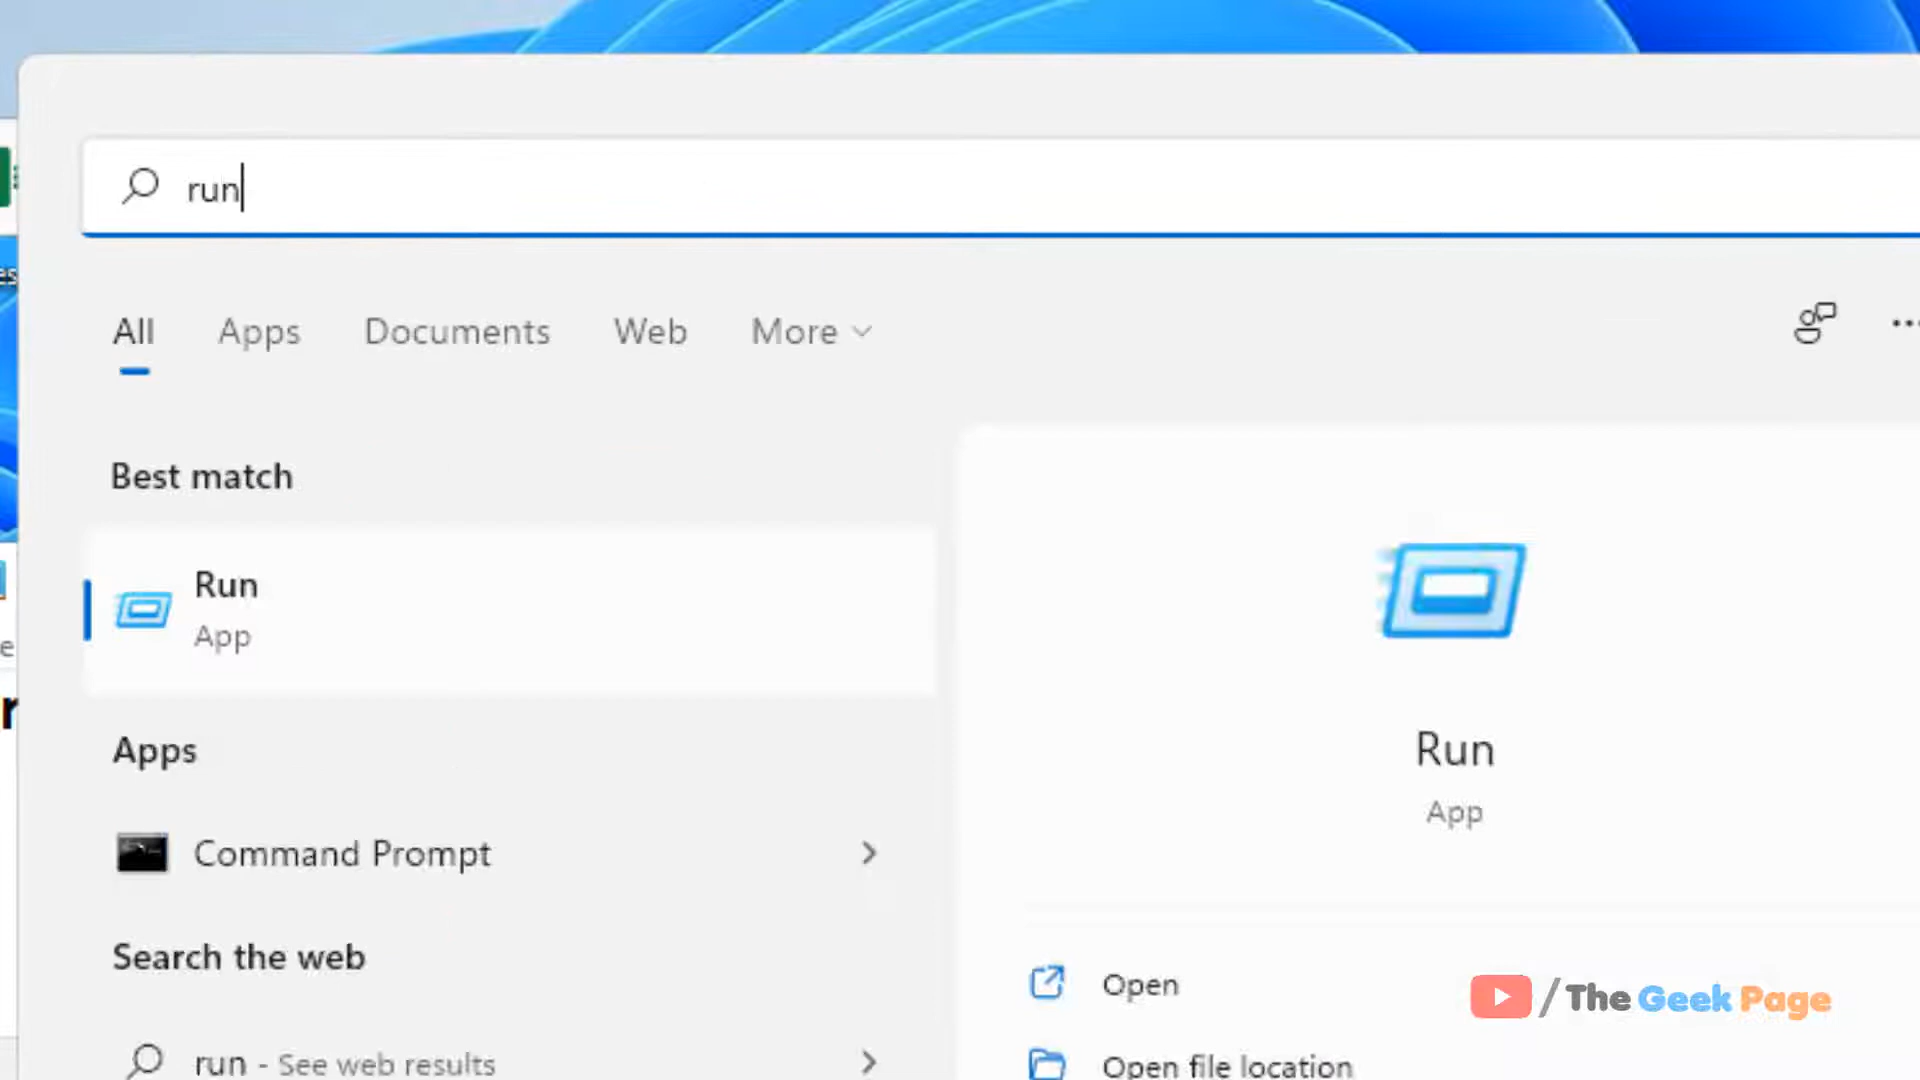 run
All Apps Documents Web More
Best match
Run
App
Apps
Command Prompt
Search the web
run - See web results
Run
App
Open
Open file location
/The Geek Page